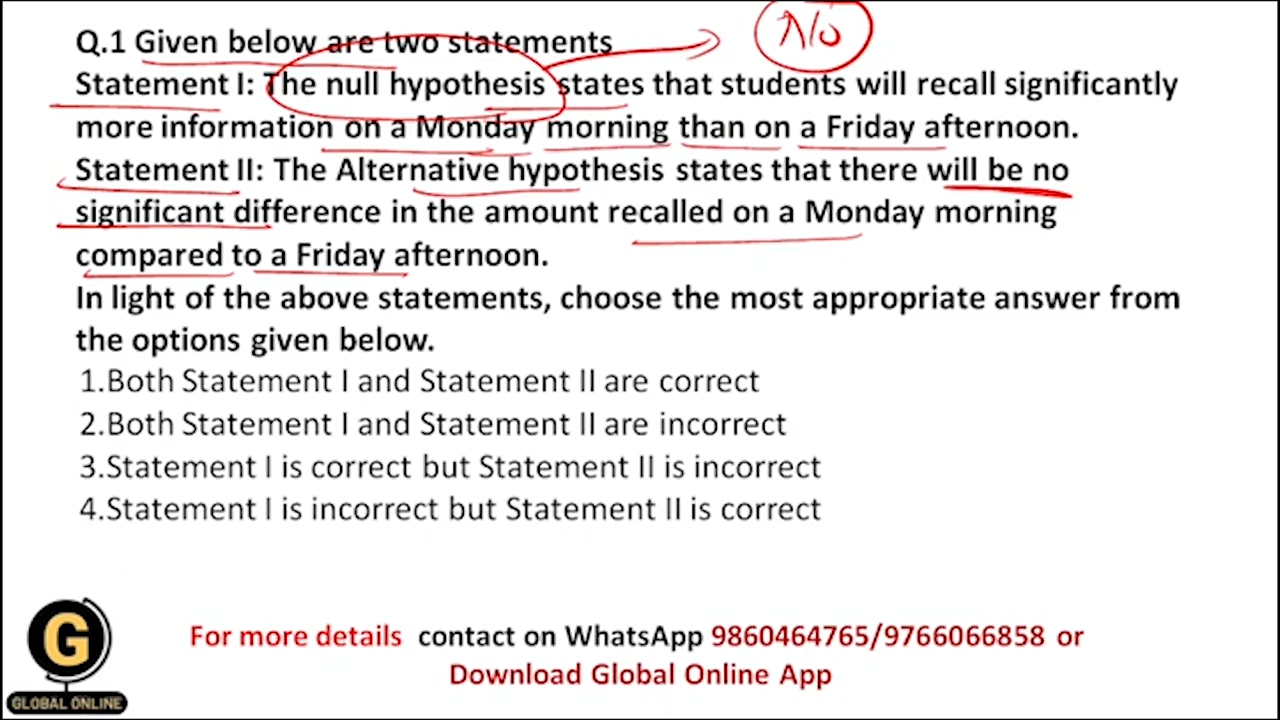 No
Q.1 Given below are two statements
Statement I: The null hypothesis states that students will recall significantly
more information on a Monday morning than on a Friday afternoon.
Statement II: The Alternative hypothesis states that there will be no
significant difference in the amount recalled on a Monday morning
compared to a Friday afternoon.
In light of the above statements, choose the most appropriate answer from
the options given below.
1.Both Statement I and Statement II are correct
2.Both Statement I and Statement II are incorrect
3.Statement I is correct but Statement II is incorrect
4.Statement I is incorrect but Statement II is correct
G
GLOBAL ONLINE
For more details contact on WhatsApp 9860464765/9766066858 or
Download Global Online App